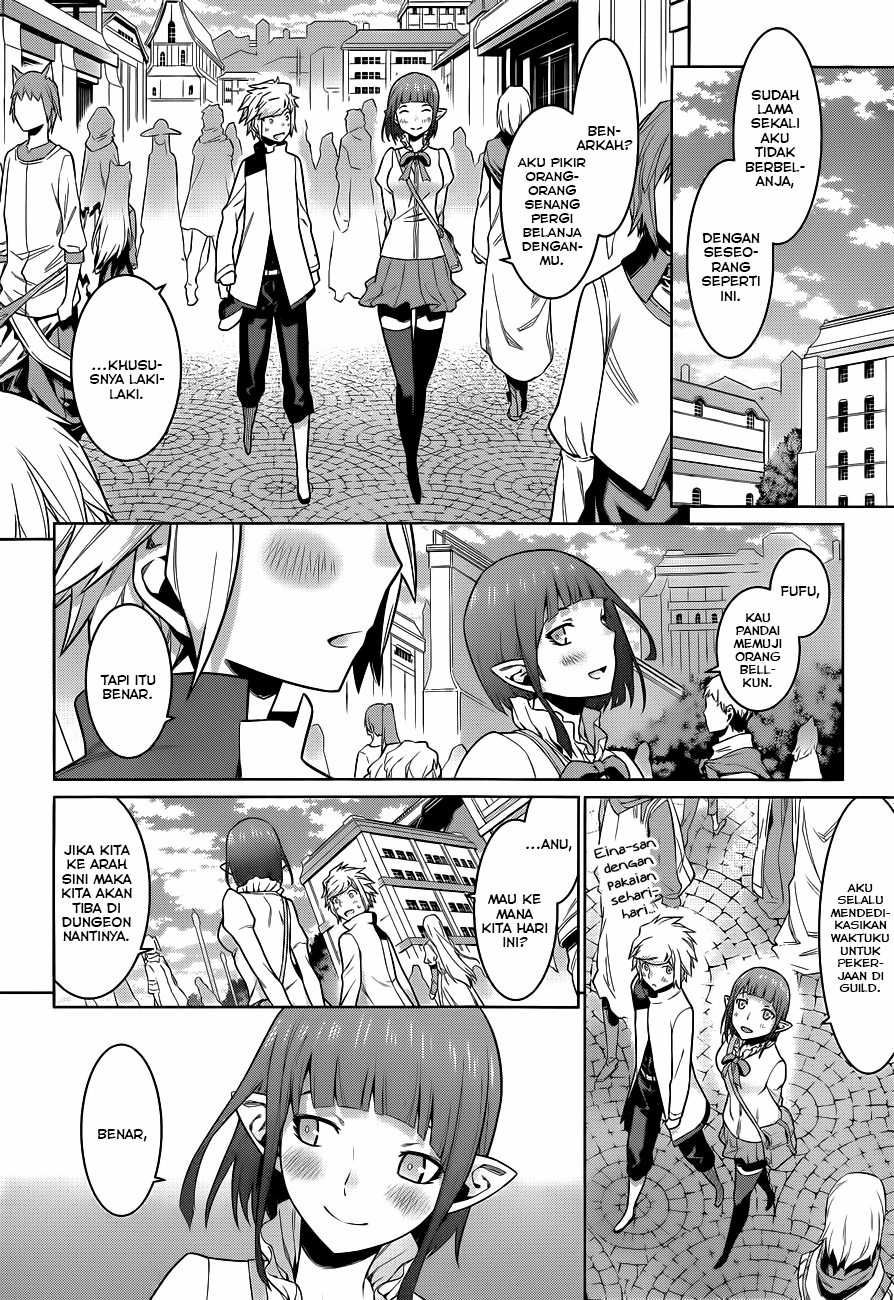 SUDAH
LAMA
SEKALI
AKU
TIDAK
BERBEL-
ANJA,
DENGAN
SESEO-
RANG
SEPERTI
INI.
BEN-
ARKAH?
AKU PIKIR
ORANG-
ORANG
SENANG
PERGI
BELANJA
DENGAN-
MU.
...KHUSU-
SNYA LAKI-
LAKI.
FUFU,
KAU
PANDAI
MEMUJI
ORANG
BELL-
KUN.
TAPI ITU
BENAR.
AKU
SELALU
MENDEDI-
KASIKAN
WAKTUKU
UNTUK
PEKER-
JAAN DI
GUILD.
Eina-san
dengan
pakaian
sehari-
hari..?
...ANU,
MAU KE
MANA
KITA HARI
INI?
JIKA KITA
KE ARAH
SINI MAKA
KITA AKAN
TIBA DI
DUNGEON
NANTINYA.
BENAR,